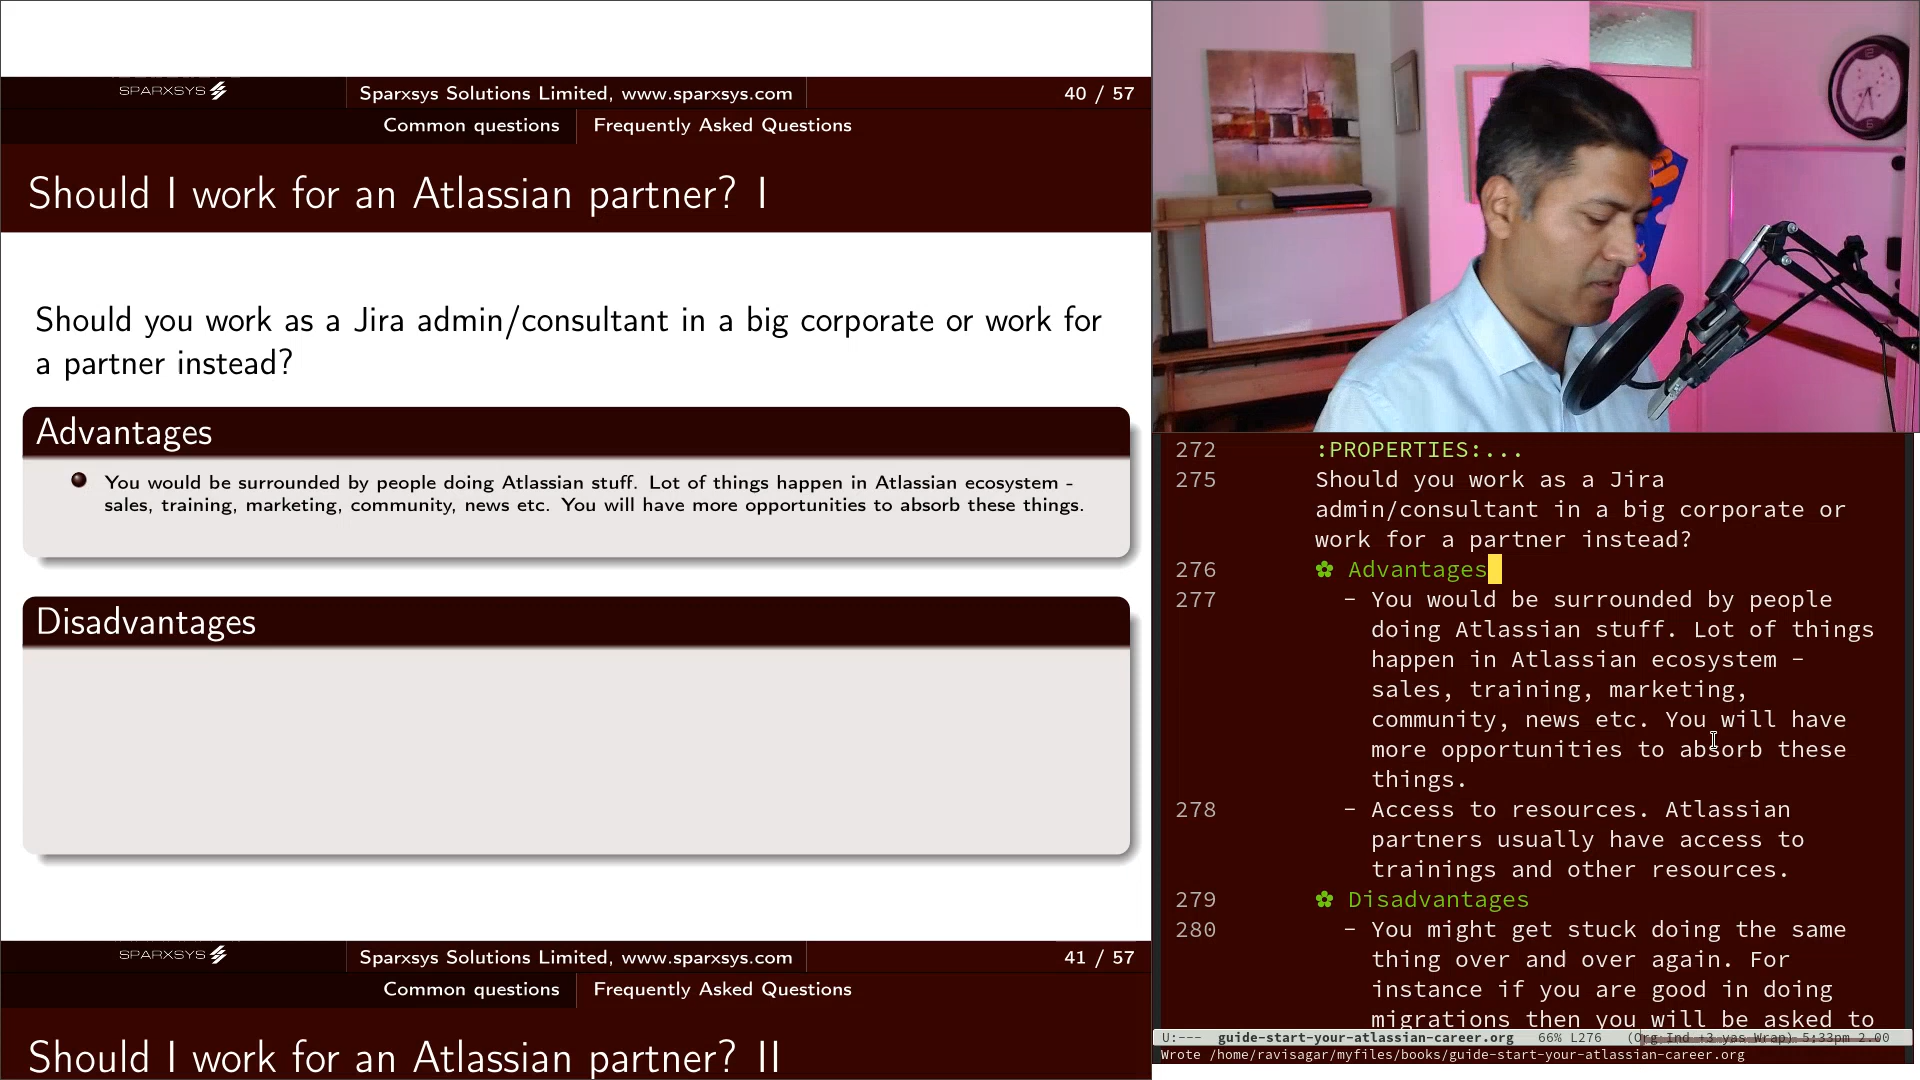 SPARXSYS
Sparxsys Solutions Limited, www.sparxsys.com
40 / 57
Common questions
Frequently Asked Questions
Should I work for an Atlassian partner? I
Should you work as a Jira admin/consultant in a big corporate or work for
a partner instead?
Advantages
You would be surrounded by people doing Atlassian stuff. Lot of things happen in Atlassian ecosystem -
sales, training, marketing, community, news etc. You will have more opportunities to absorb these things.
Disadvantages
SPARXSYS
Sparxsys Solutions Limited, www.sparxsys.com
41 / 57
Common questions
Frequently Asked Questions
Should I work for an Atlassian partner? II
272 :PROPERTIES:...
275 Should you work as a Jira
admin/consultant in a big corporate or
work for a partner instead?
276 ✿ Advantages
277 - You would be surrounded by people
doing Atlassian stuff. Lot of things
happen in Atlassian ecosystem -
sales, training, marketing,
community, news etc. You will have
more opportunities to absorb these
things.
278 - Access to resources. Atlassian
partners usually have access to
trainings and other resources.
279 ✿ Disadvantages
280 - You might get stuck doing the same
thing over and over again. For
instance if you are good in doing
migrations then you will be asked to
U:--- guide-start-your-atlassian-career.org 66% L276 (Org Ind +3 yas Wrap) 5:33pm 2.00
Wrote /home/ravisagar/myfiles/books/guide-start-your-atlassian-career.org